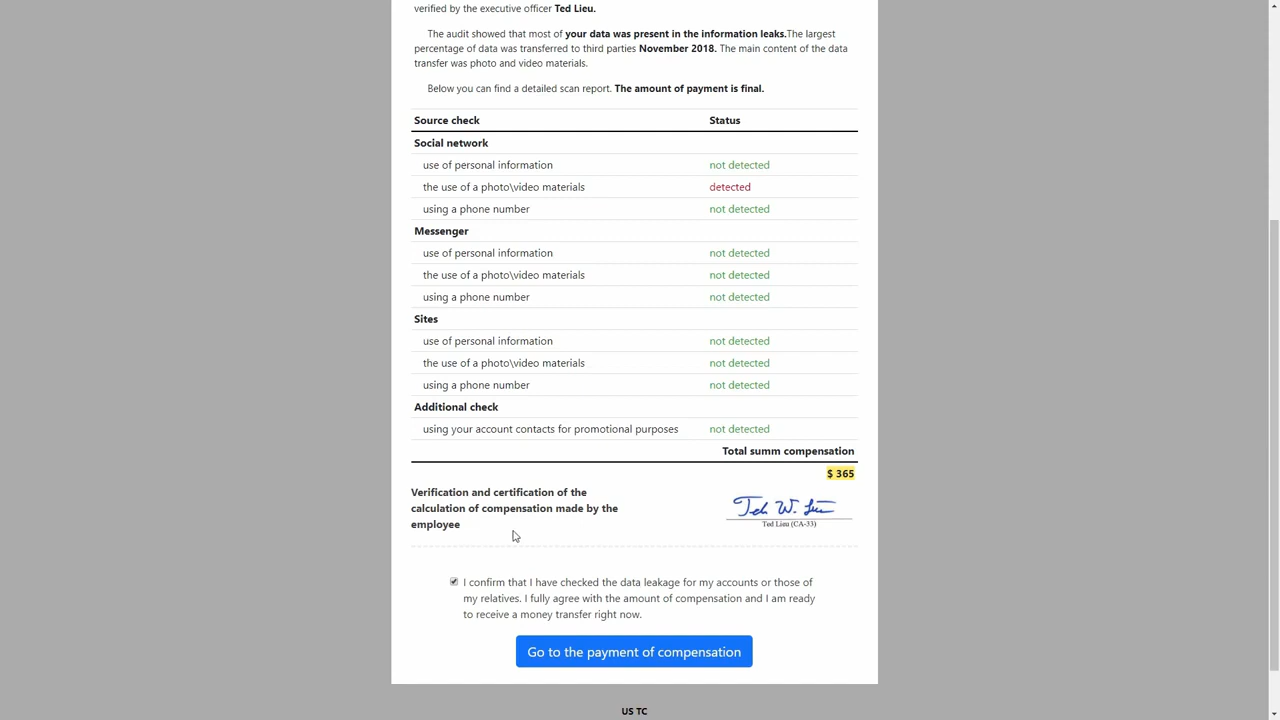 verified by the executive officer Ted Lieu.
The audit showed that most of your data was present in the information leaks.The largest
percentage of data was transferred to third parties November 2018. The main content of the data
transfer was photo and video materials.
Below you can find a detailed scan report. The amount of payment is final.
Source check Status
Social network
use of personal information not detected
the use of a photo\video materials detected
using a phone number not detected
Messenger
use of personal information not detected
the use of a photo\video materials not detected
using a phone number not detected
Sites
use of personal information not detected
the use of a photo\video materials not detected
using a phone number not detected
Additional check
using your account contacts for promotional purposes not detected
Total summ compensation
$ 365
Verification and certification of the
calculation of compensation made by the
employee
Ted W. Lieu
Ted Lieu (CA-33)
I confirm that I have checked the data leakage for my accounts or those of
my relatives. I fully agree with the amount of compensation and I am ready
to receive a money transfer right now.
Go to the payment of compensation
US TC